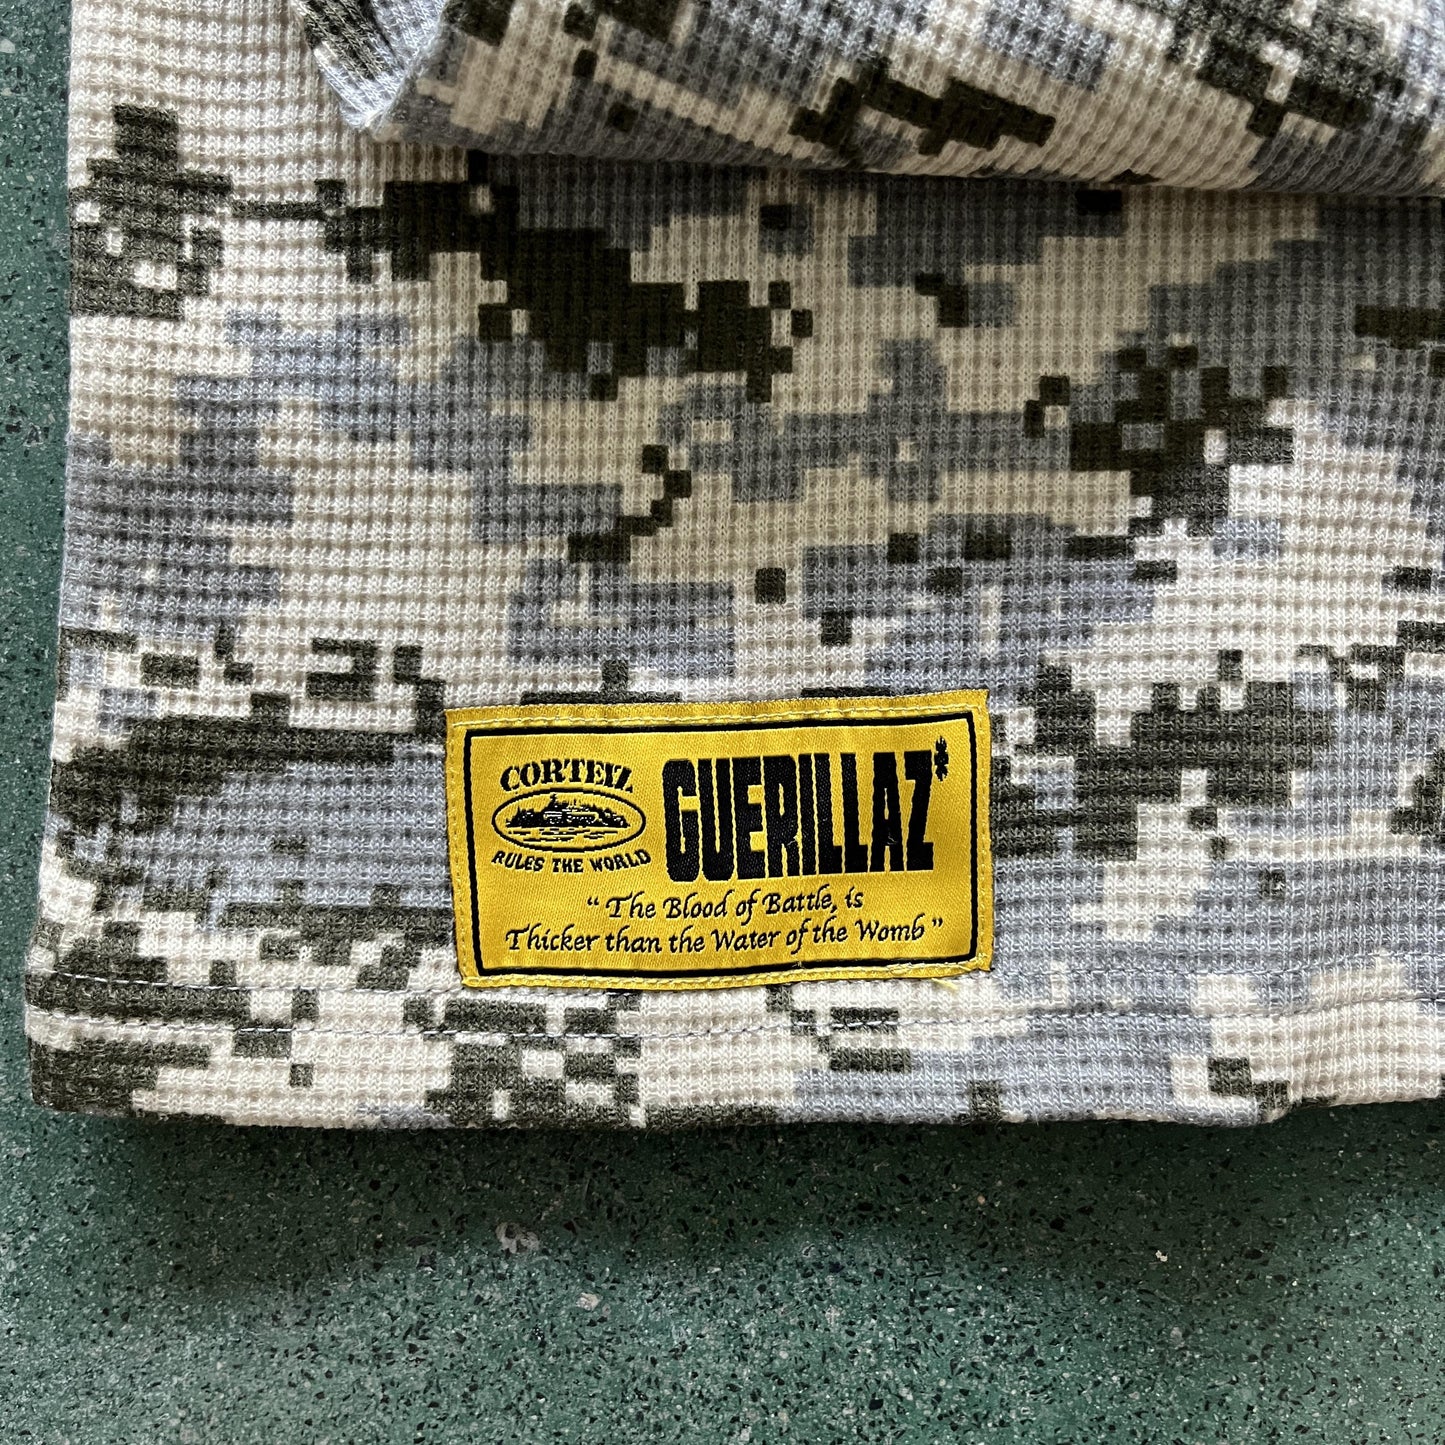 CORTEIZ
RULES THE WORLD
GUERILLAZ
“The Blood of Battle, is
Thicker than the Water of the Womb”